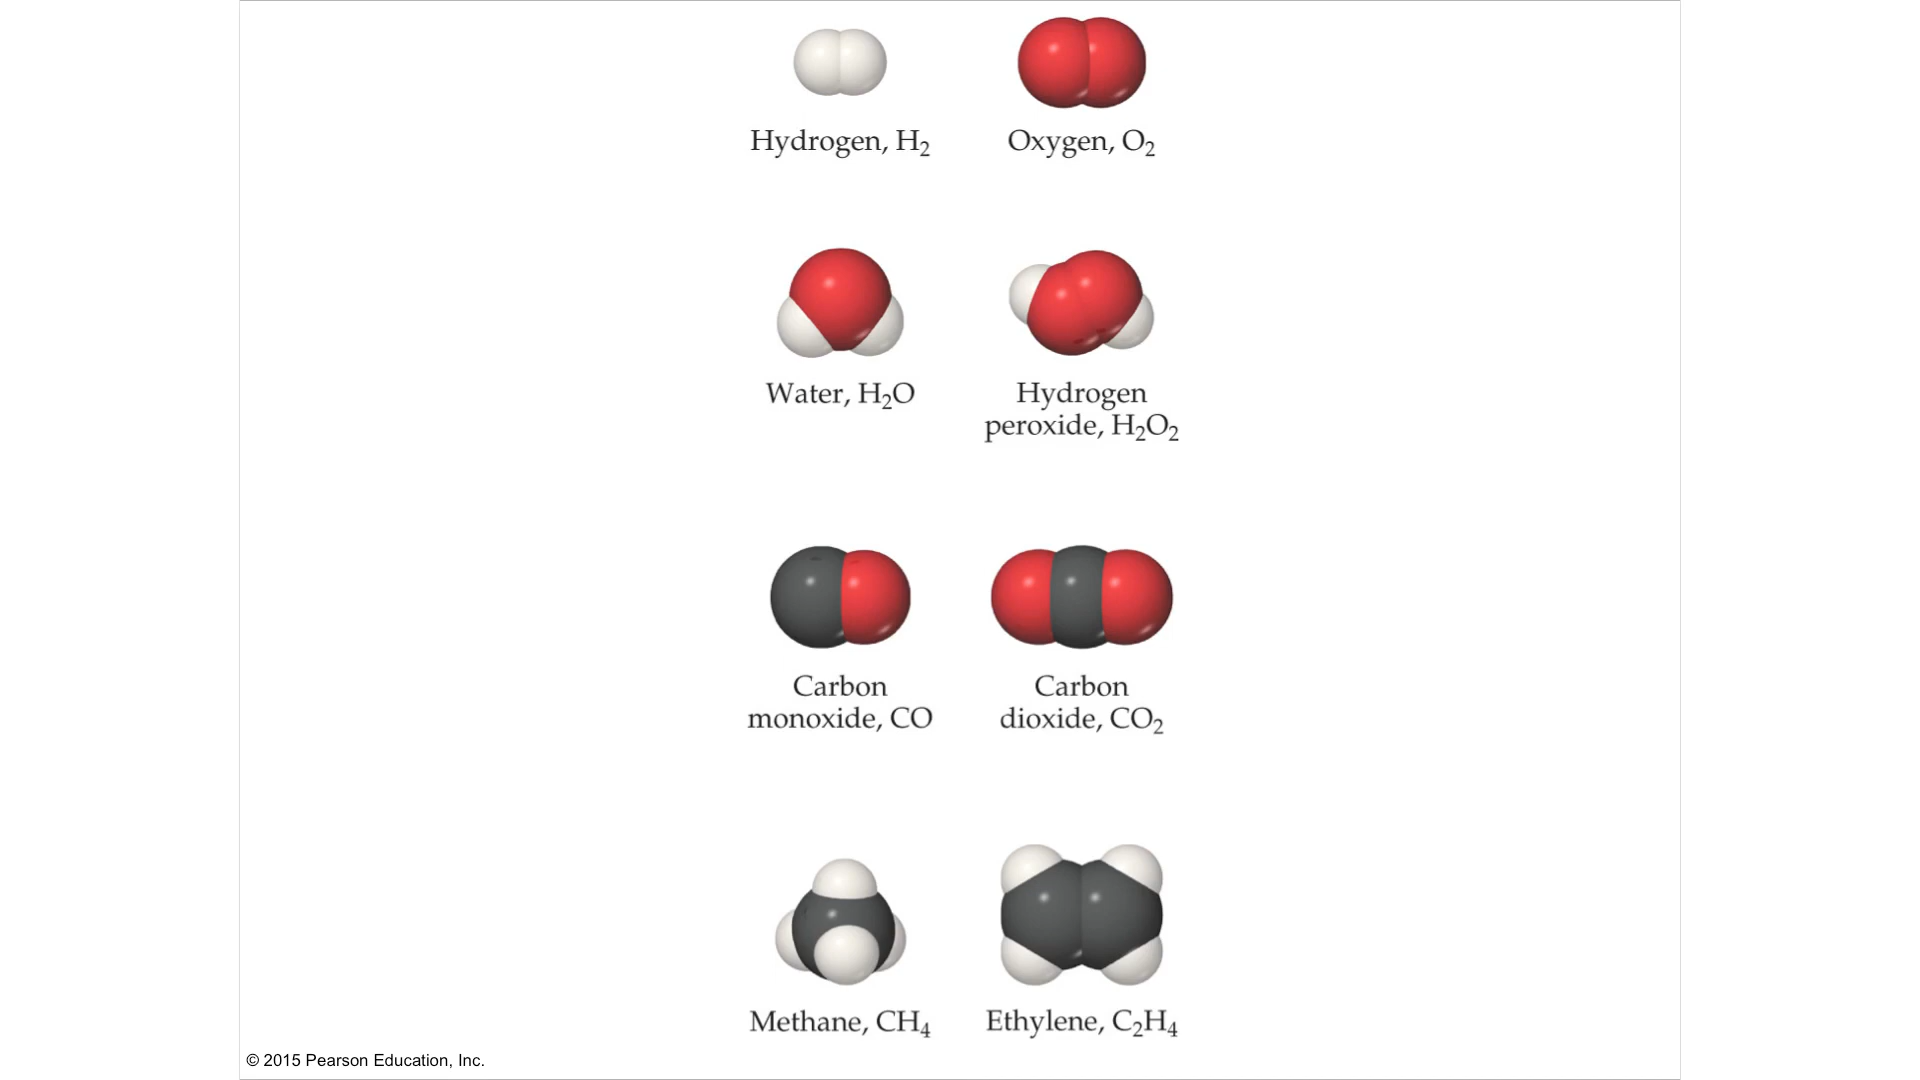 Hydrogen, H₂
Oxygen, O₂
Water, H₂O
Hydrogen
peroxide, H₂O₂
Carbon
monoxide, CO
Carbon
dioxide, CO₂
Methane, CH₄
Ethylene, C₂H₄
© 2015 Pearson Education, Inc.